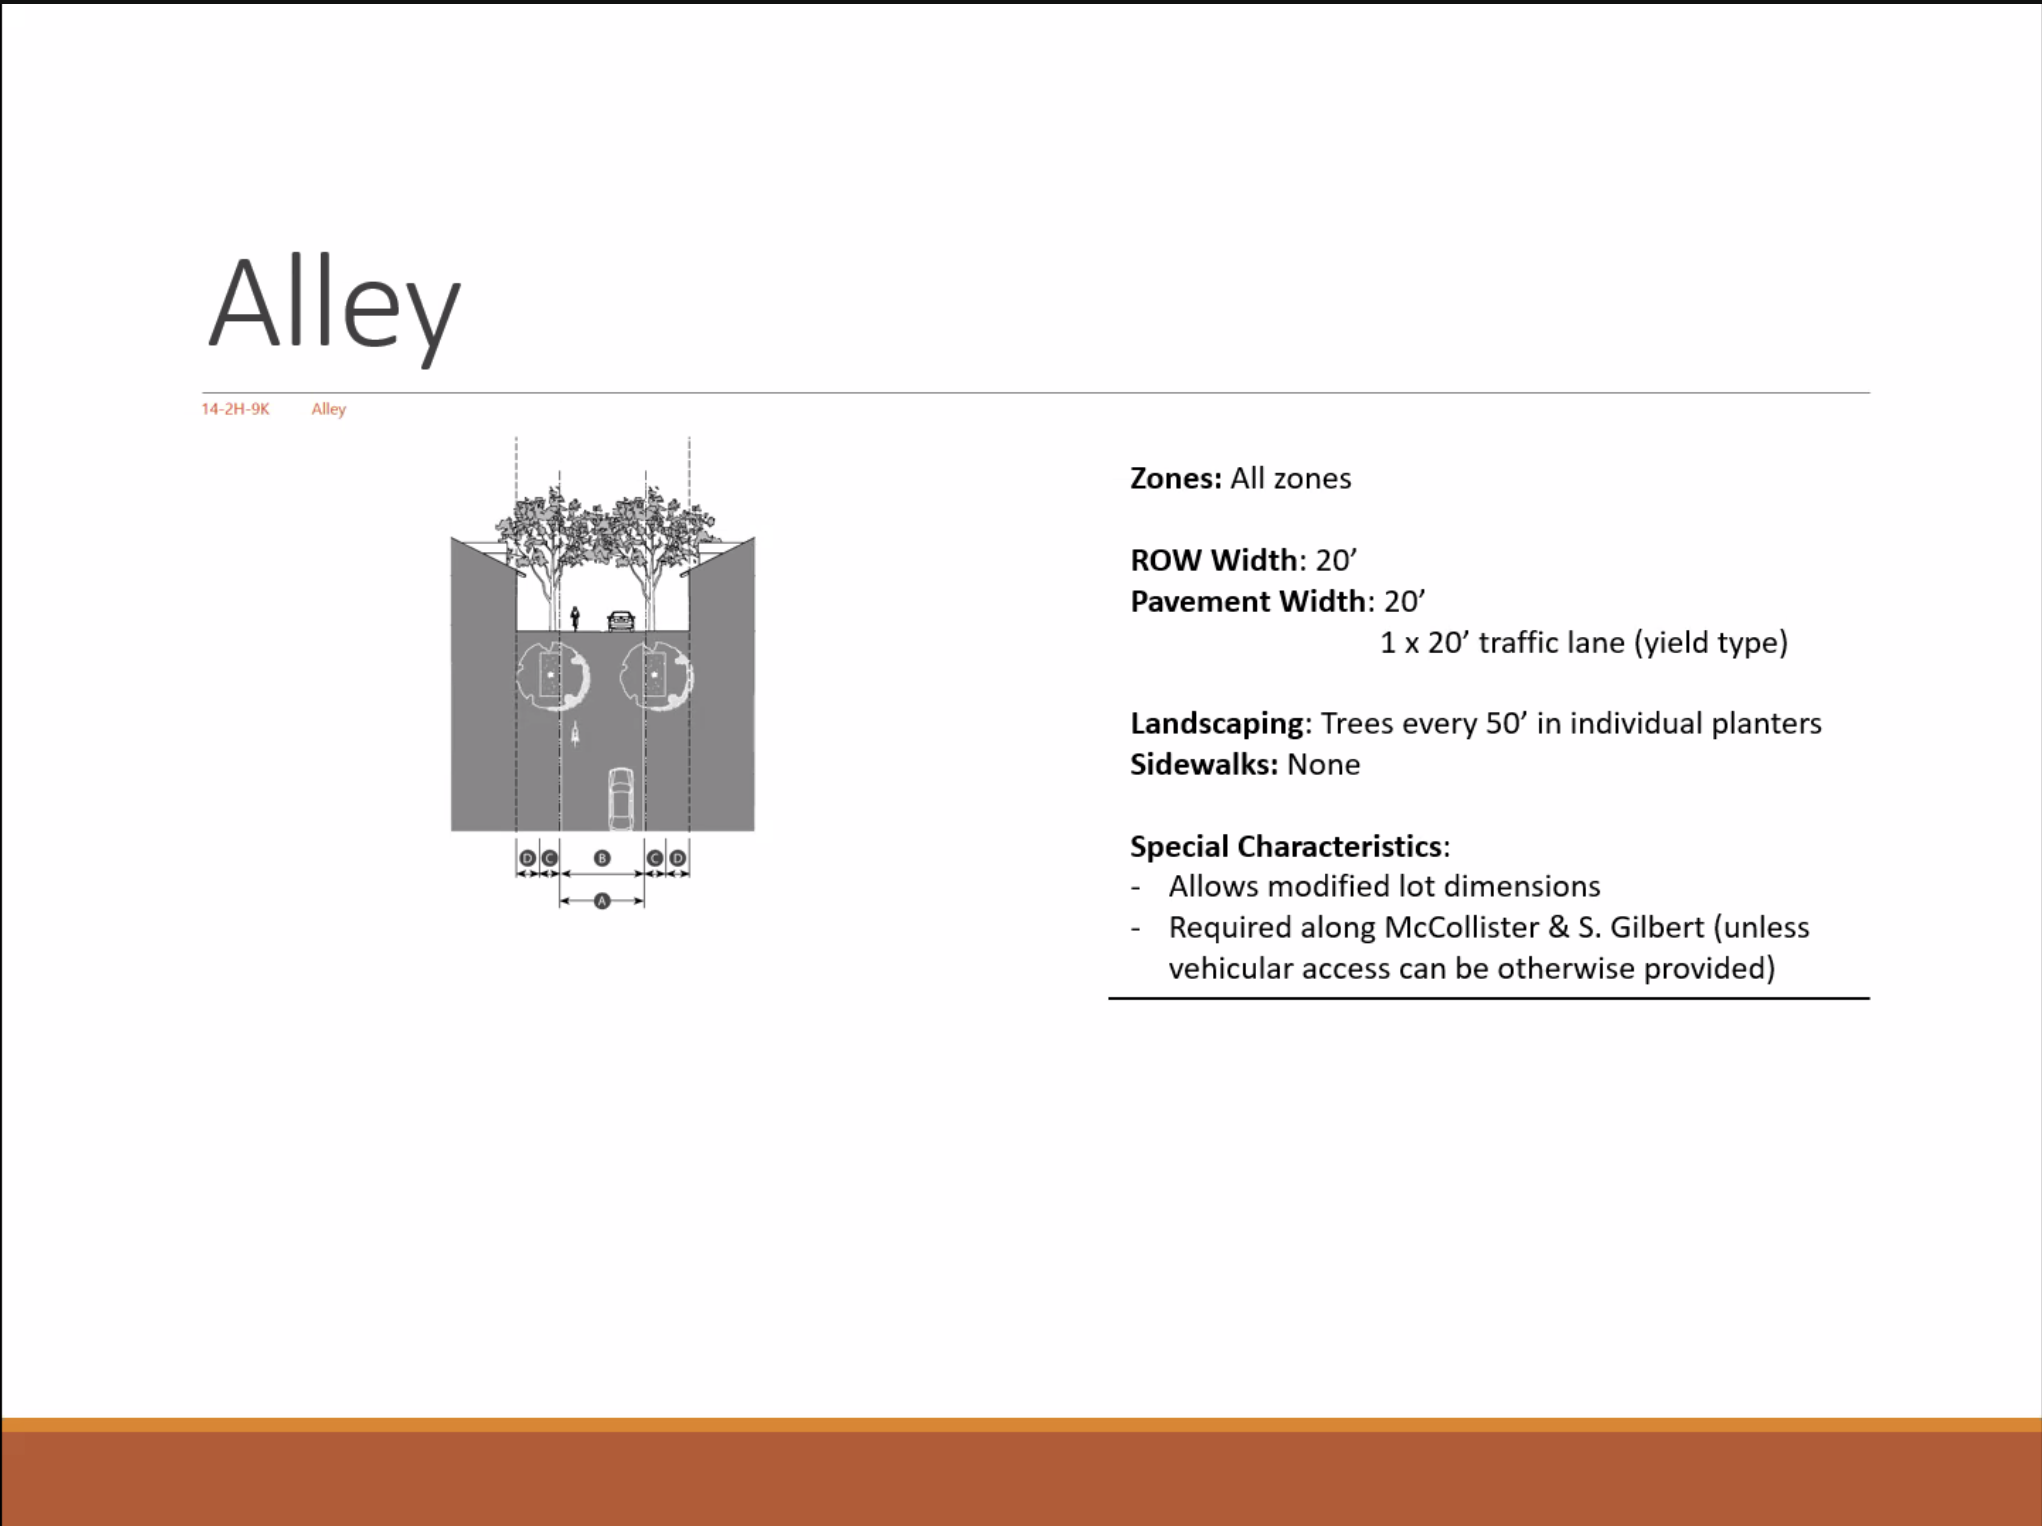 Alley
14-2H-9K Alley
D C B C D
A
Zones: All zones
ROW Width: 20’
Pavement Width: 20’
1 x 20’ traffic lane (yield type)
Landscaping: Trees every 50’ in individual planters
Sidewalks: None
Special Characteristics:
- Allows modified lot dimensions
- Required along McCollister & S. Gilbert (unless
vehicular access can be otherwise provided)